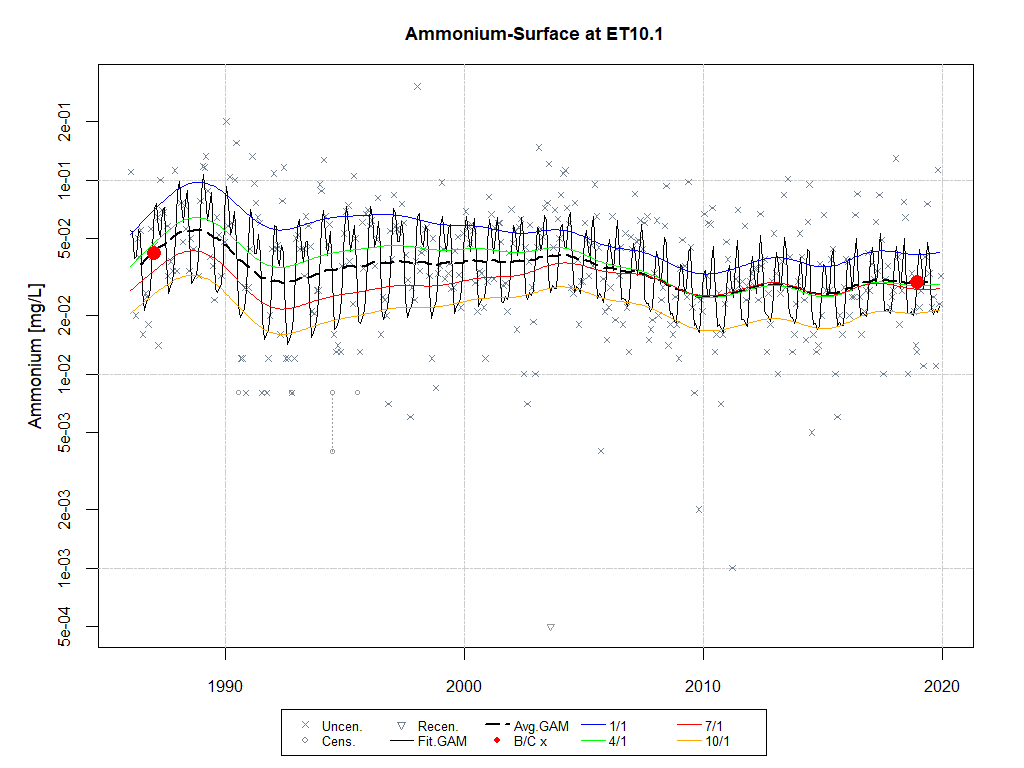 Ammonium-Surface at ET10.1
Ammonium [mg/L]
2e-01
1e-01
5e-02
2e-02
1e-02
5e-03
2e-03
1e-03
5e-04
1990 2000 2010 2020
Uncen. Recen. Avg.GAM 1/1 7/1
Cens. Fit.GAM B/C x 4/1 10/1